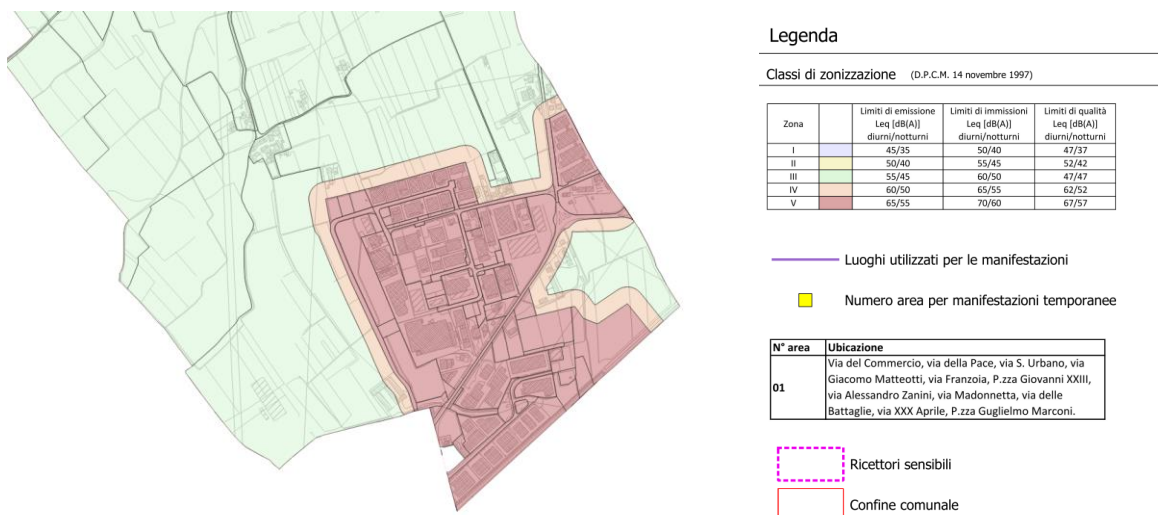 Legenda
Classi di zonizzazione (D.P.C.M. 14 novembre 1997)
Zona
Limiti di emissione
Leq [dB(A)]
diurni/notturni
Limiti di immissioni
Leq [dB(A)]
diurni/notturni
Limiti di qualità
Leq [dB(A)]
diurni/notturni
I 45/35 50/40 47/37
II 50/40 55/45 52/42
III 55/45 60/50 47/47
IV 60/50 65/55 62/52
V 65/55 70/60 67/57
Luoghi utilizzati per le manifestazioni
Numero area per manifestazioni temporanee
N° area Ubicazione
01
Via del Commercio, via della Pace, via S. Urbano, via
Giacomo Matteotti, via Franzoia, P.zza Giovanni XXIII,
via Alessandro Zanini, via Madonnetta, via delle
Battaglie, via XXX Aprile, P.zza Guglielmo Marconi.
Ricettori sensibili
Confine comunale